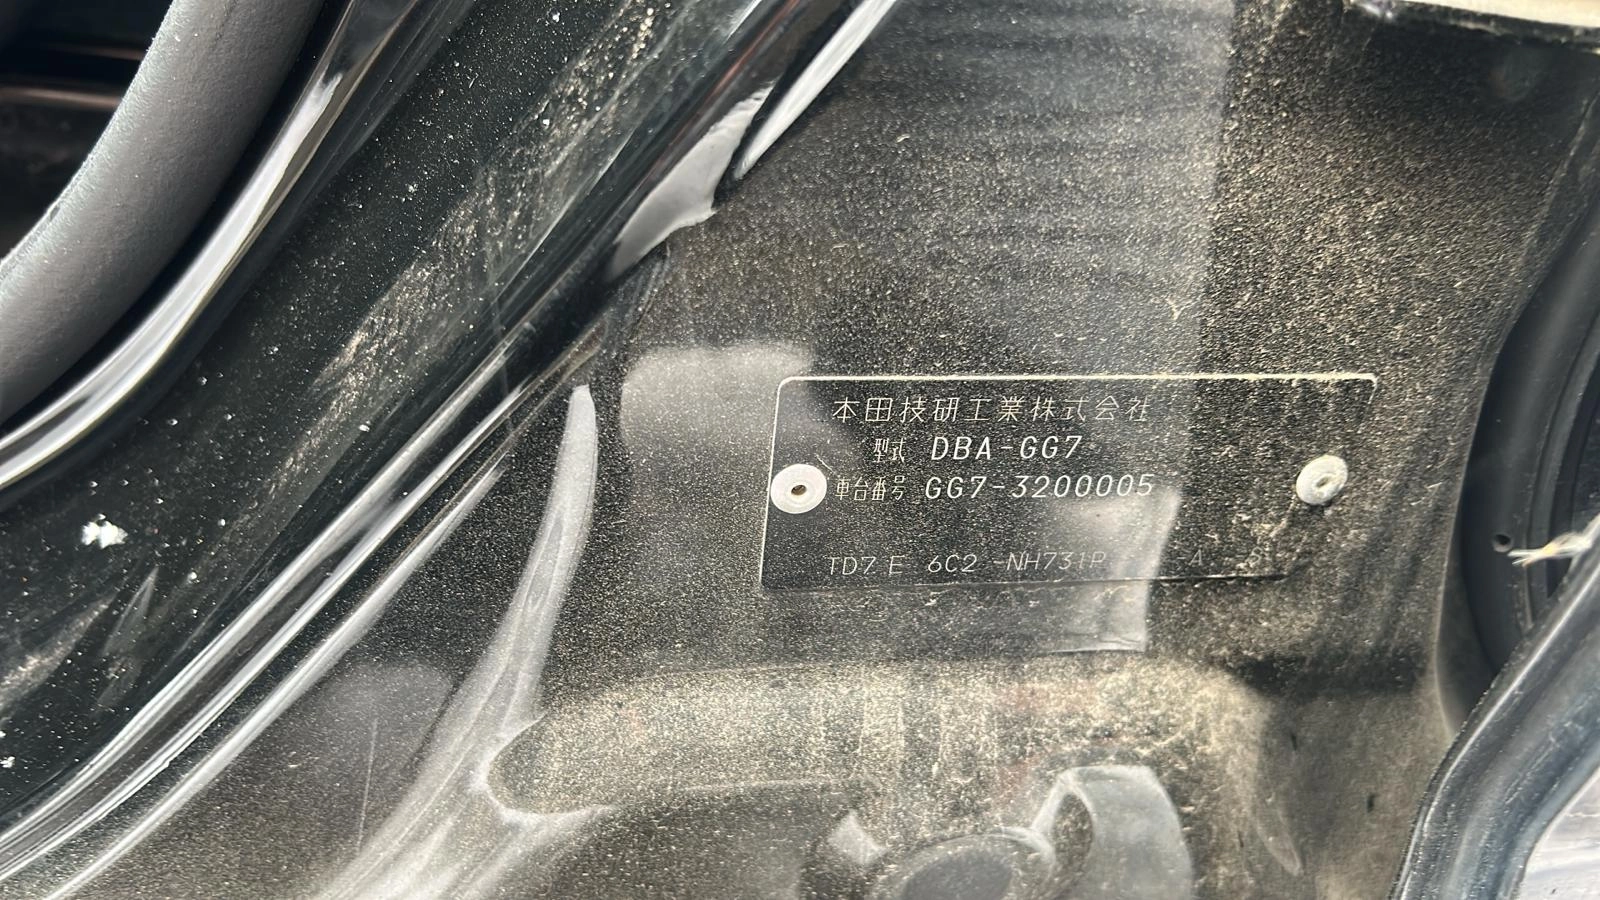 本田技研工業株式会社
型式 DBA-GG7
車台番号 GG7-3200005
TD7 E 6C2 -NH731P -A